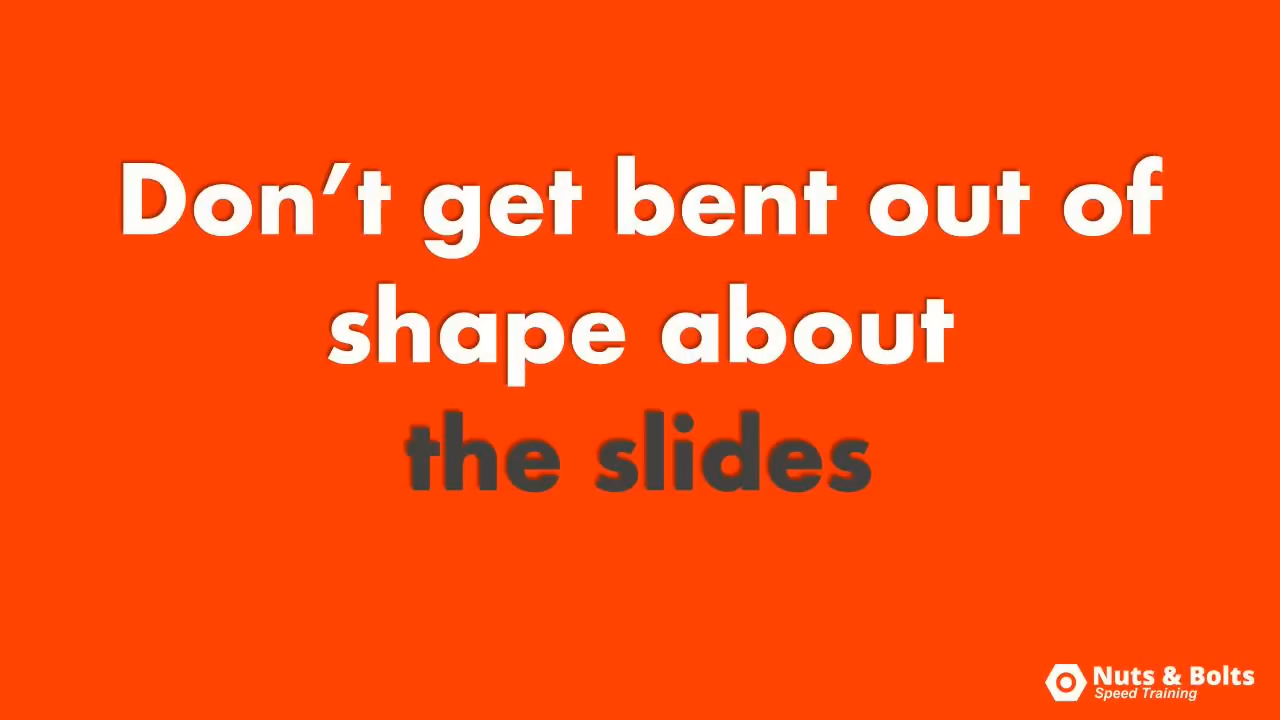 Don’t get bent out of
shape about
the slides
Nuts & Bolts
Speed Training